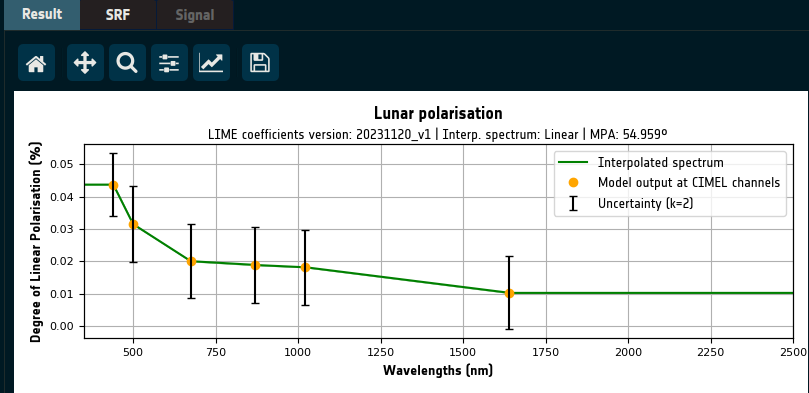 Result SRF Signal
Lunar polarisation
LIME coefficients version: 20231120_v1 | Interp. spectrum: Linear | MPA: 54.959°
Degree of Linear Polarisation (%)
0.05
0.04
0.03
0.02
0.01
0.00
Interpolated spectrum
Model output at CIMEL channels
Uncertainty (k=2)
500 750 1000 1250 1500 1750 2000 2250 2500
Wavelengths (nm)